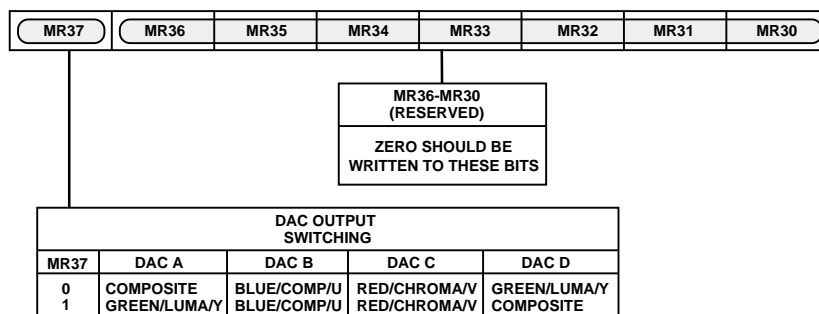 MR37 MR36 MR35 MR34 MR33 MR32 MR31 MR30
MR36-MR30
(RESERVED)
ZERO SHOULD BE
WRITTEN TO THESE BITS
DAC OUTPUT
SWITCHING
MR37 DAC A DAC B DAC C DAC D
0 COMPOSITE BLUE/COMP/U RED/CHROMA/V GREEN/LUMA/Y
1 GREEN/LUMA/Y BLUE/COMP/U RED/CHROMA/V COMPOSITE